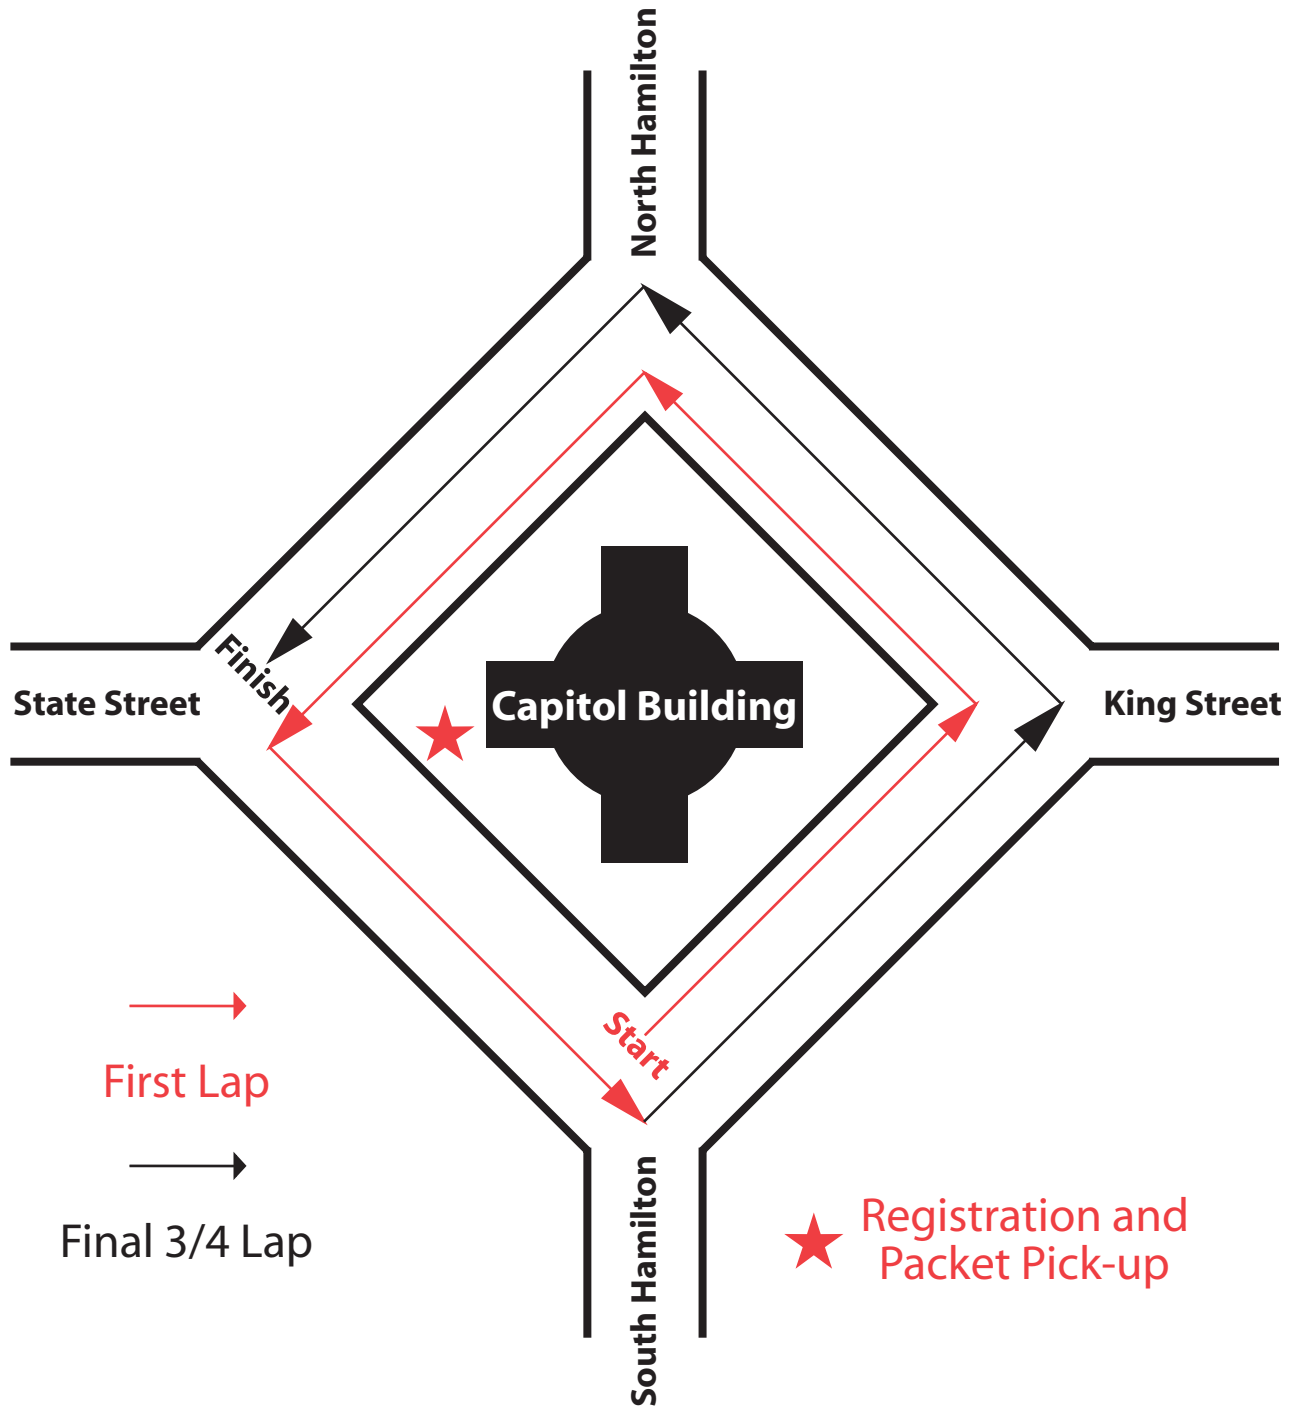 North Hamilton
Finish
State Street
Capitol Building
King Street
Start
First Lap
Final 3/4 Lap
South Hamilton
Registration and
Packet Pick-up